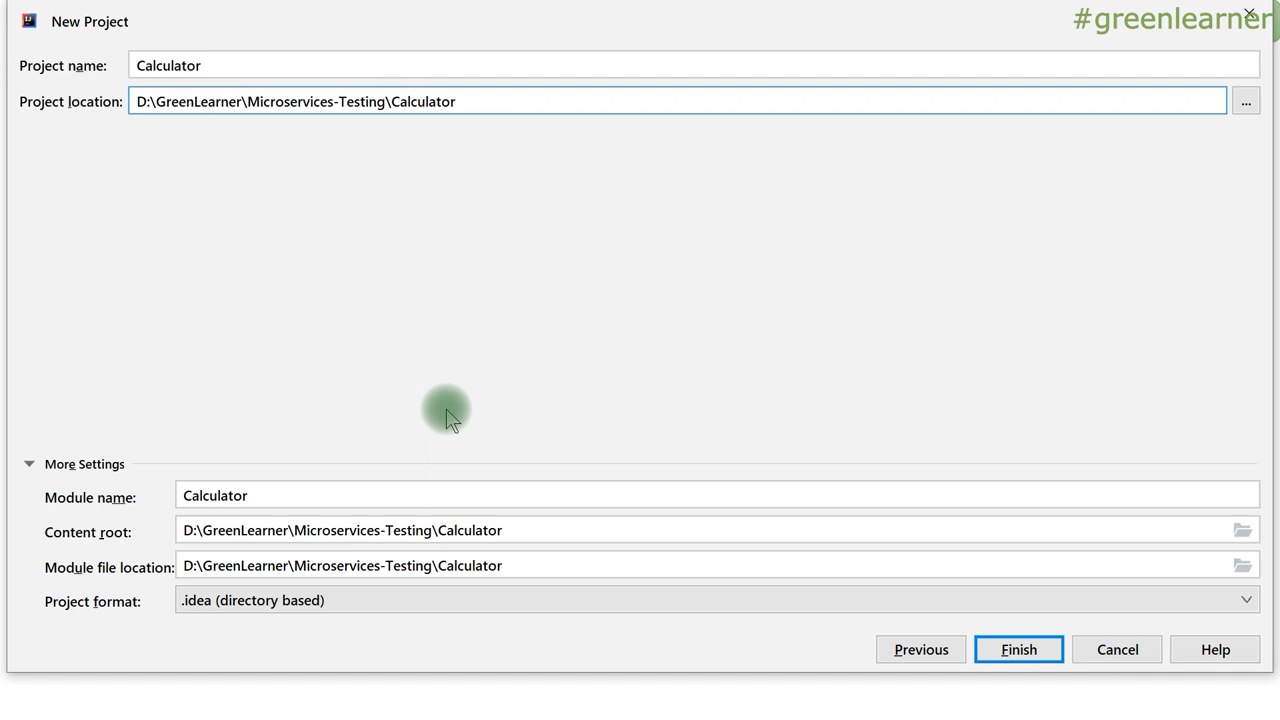 New Project
#greenlearner
Project name: Calculator
Project location: D:\GreenLearner\Microservices-Testing\Calculator ...
More Settings
Module name: Calculator
Content root: D:\GreenLearner\Microservices-Testing\Calculator
Module file location: D:\GreenLearner\Microservices-Testing\Calculator
Project format: .idea (directory based)
Previous Finish Cancel Help